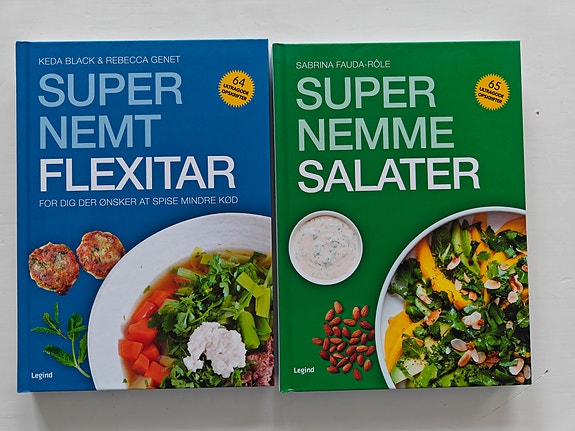 KEDA BLACK & REBECCA GENET
SUPER
NEMT
FLEXITAR
FOR DIG DER ØNSKER AT SPISE MINDRE KØD
64
ULTRAGODE
OPSKRIFTER
Legind
SABRINA FAUDA-RÔLE
SUPER
NEMME
SALATER
65
ULTRAGODE
OPSKRIFTER
Legind